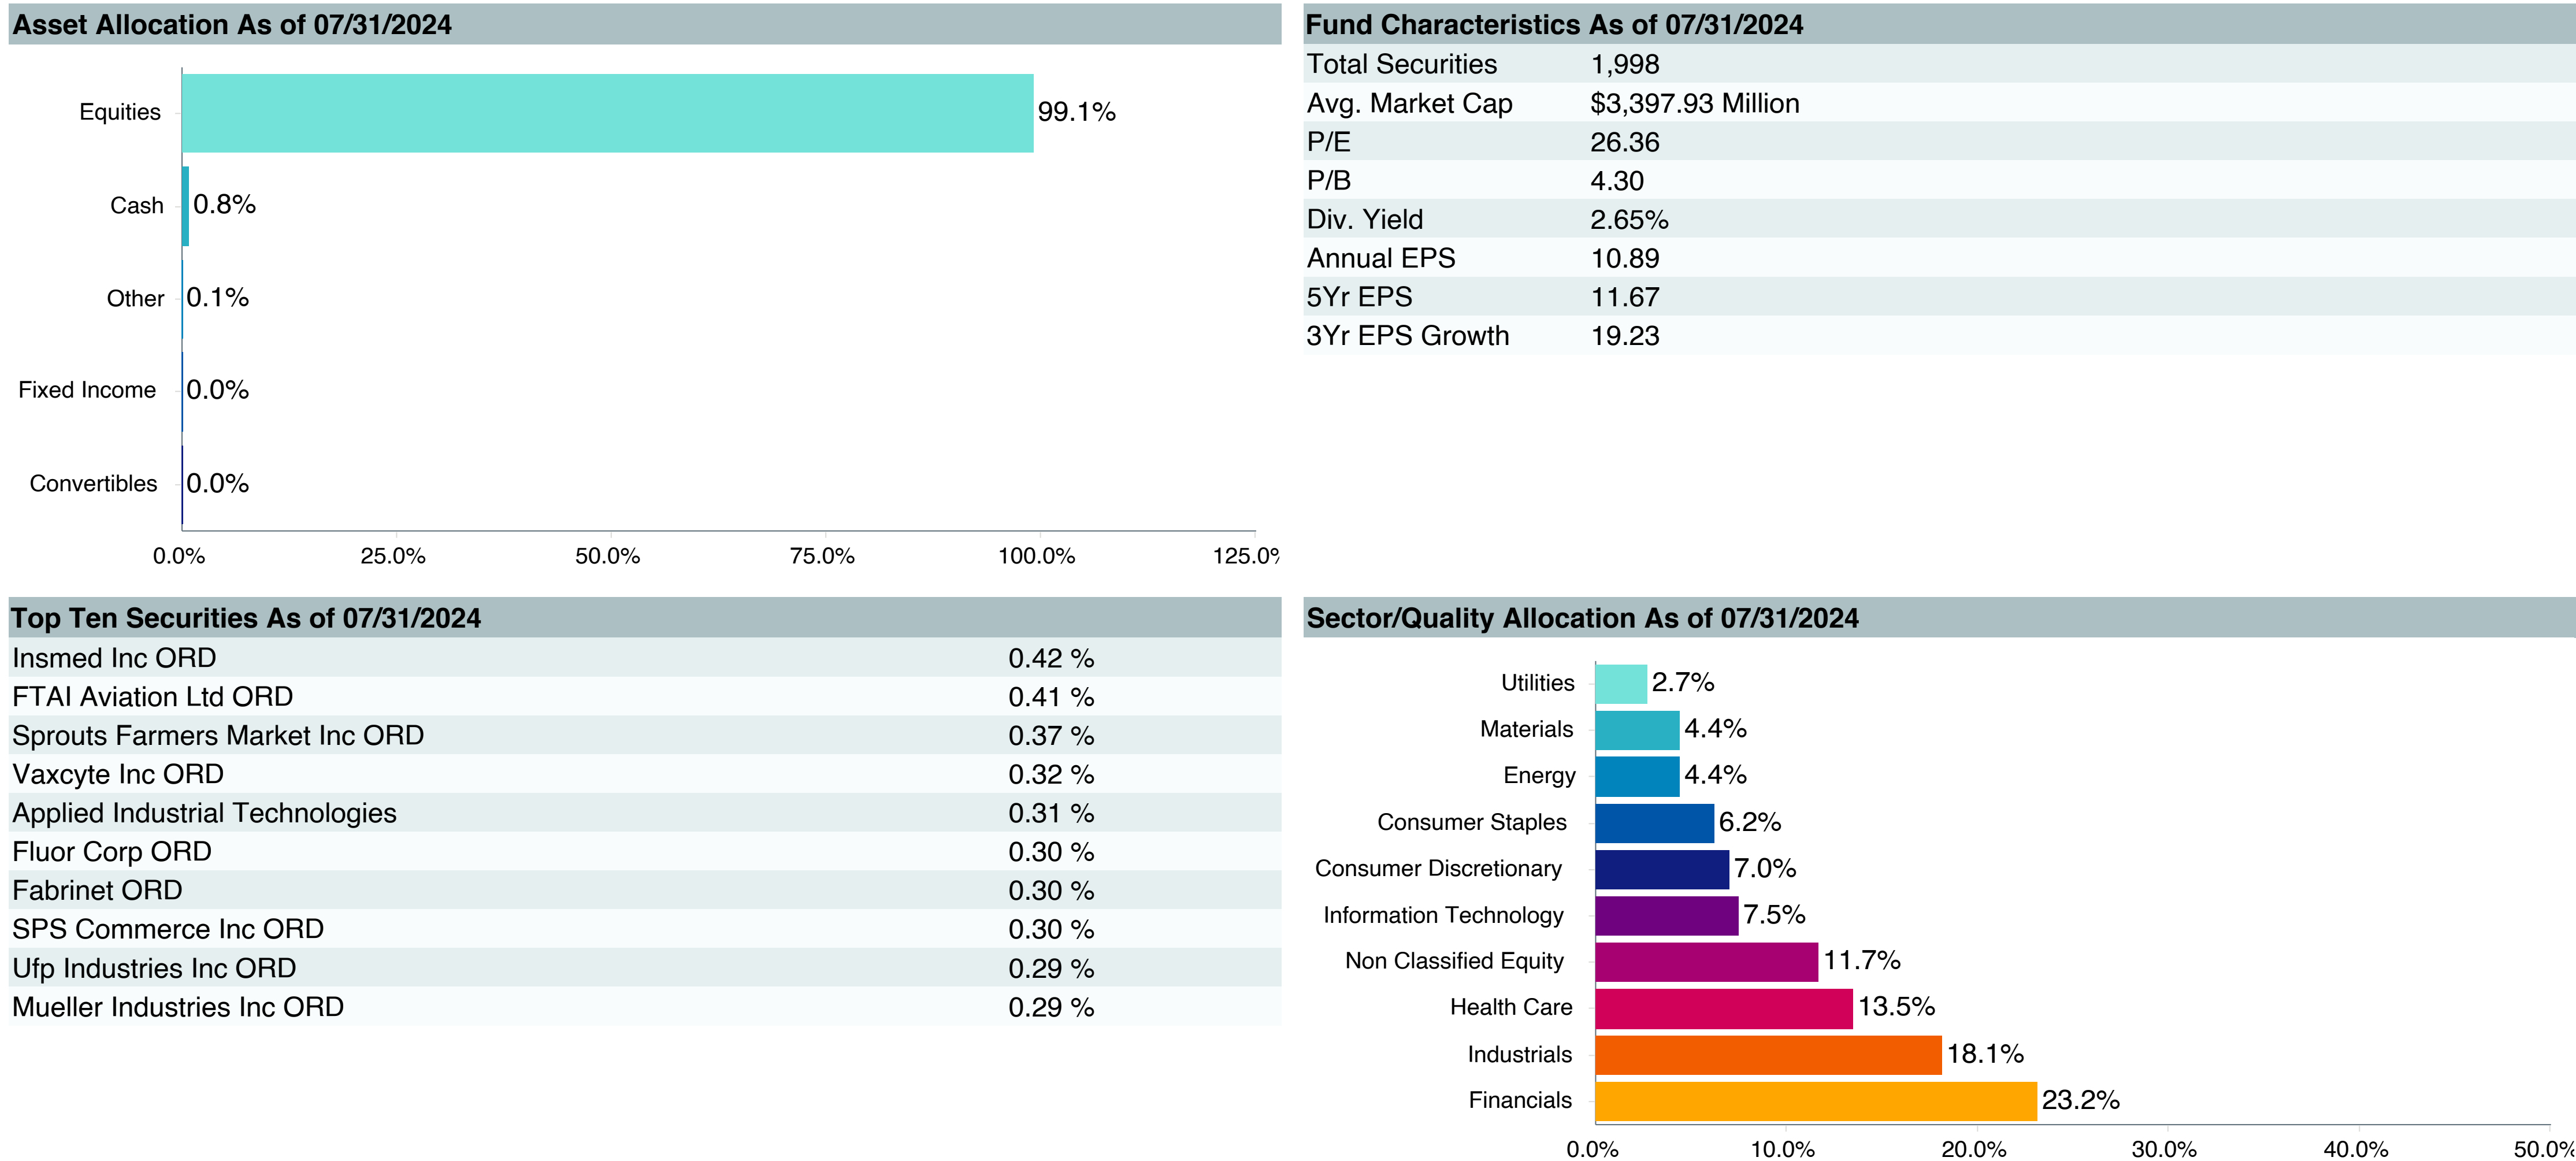 Asset Allocation As of 07/31/2024
Equities 99.1%
Cash 0.8%
Other 0.1%
Fixed Income 0.0%
Convertibles 0.0%
0.0% 25.0% 50.0% 75.0% 100.0% 125.0%
Fund Characteristics As of 07/31/2024
Total Securities 1,998
Avg. Market Cap $3,397.93 Million
P/E 26.36
P/B 4.30
Div. Yield 2.65%
Annual EPS 10.89
5Yr EPS 11.67
3Yr EPS Growth 19.23
Top Ten Securities As of 07/31/2024
Insmed Inc ORD 0.42 %
FTAI Aviation Ltd ORD 0.41 %
Sprouts Farmers Market Inc ORD 0.37 %
Vaxcyte Inc ORD 0.32 %
Applied Industrial Technologies 0.31 %
Fluor Corp ORD 0.30 %
Fabrinet ORD 0.30 %
SPS Commerce Inc ORD 0.30 %
Ufp Industries Inc ORD 0.29 %
Mueller Industries Inc ORD 0.29 %
Sector/Quality Allocation As of 07/31/2024
Utilities 2.7%
Materials 4.4%
Energy 4.4%
Consumer Staples 6.2%
Consumer Discretionary 7.0%
Information Technology 7.5%
Non Classified Equity 11.7%
Health Care 13.5%
Industrials 18.1%
Financials 23.2%
0.0% 10.0% 20.0% 30.0% 40.0% 50.0%